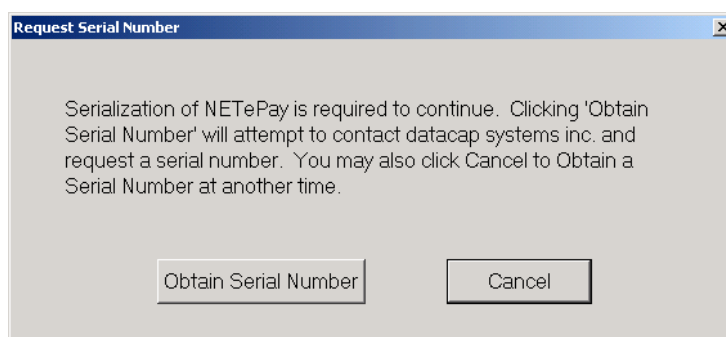 Request Serial Number
Serialization of NETePay is required to continue.  Clicking 'Obtain
Serial Number' will attempt to contact datacap systems inc. and
request a serial number.  You may also click Cancel to Obtain a
Serial Number at another time.
Obtain Serial Number
Cancel